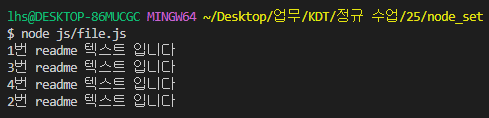 lhs@DESKTOP-86MUCGC MINGW64 ~/Desktop/업무/KDT/정규 수업/25/node_set
$ node js/file.js
1번 readme 텍스트 입니다
3번 readme 텍스트 입니다
4번 readme 텍스트 입니다
2번 readme 텍스트 입니다